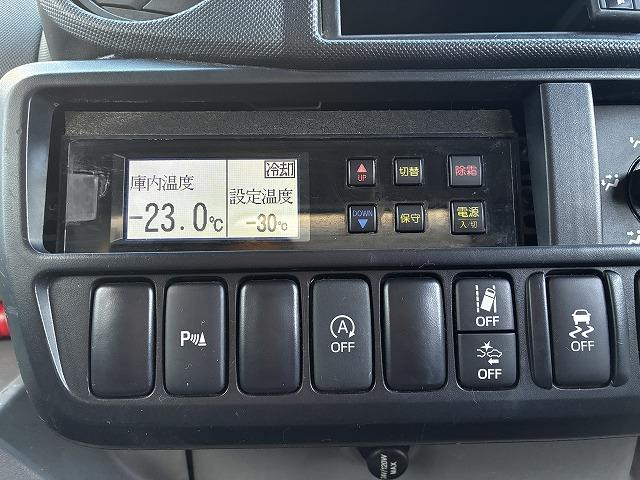 冷却
庫内温度
-23.0℃
設定温度
-30℃
UP
切替
除霜
DOWN
保守
電源
入/切
P
A
OFF
OFF
OFF
OFF
MAX